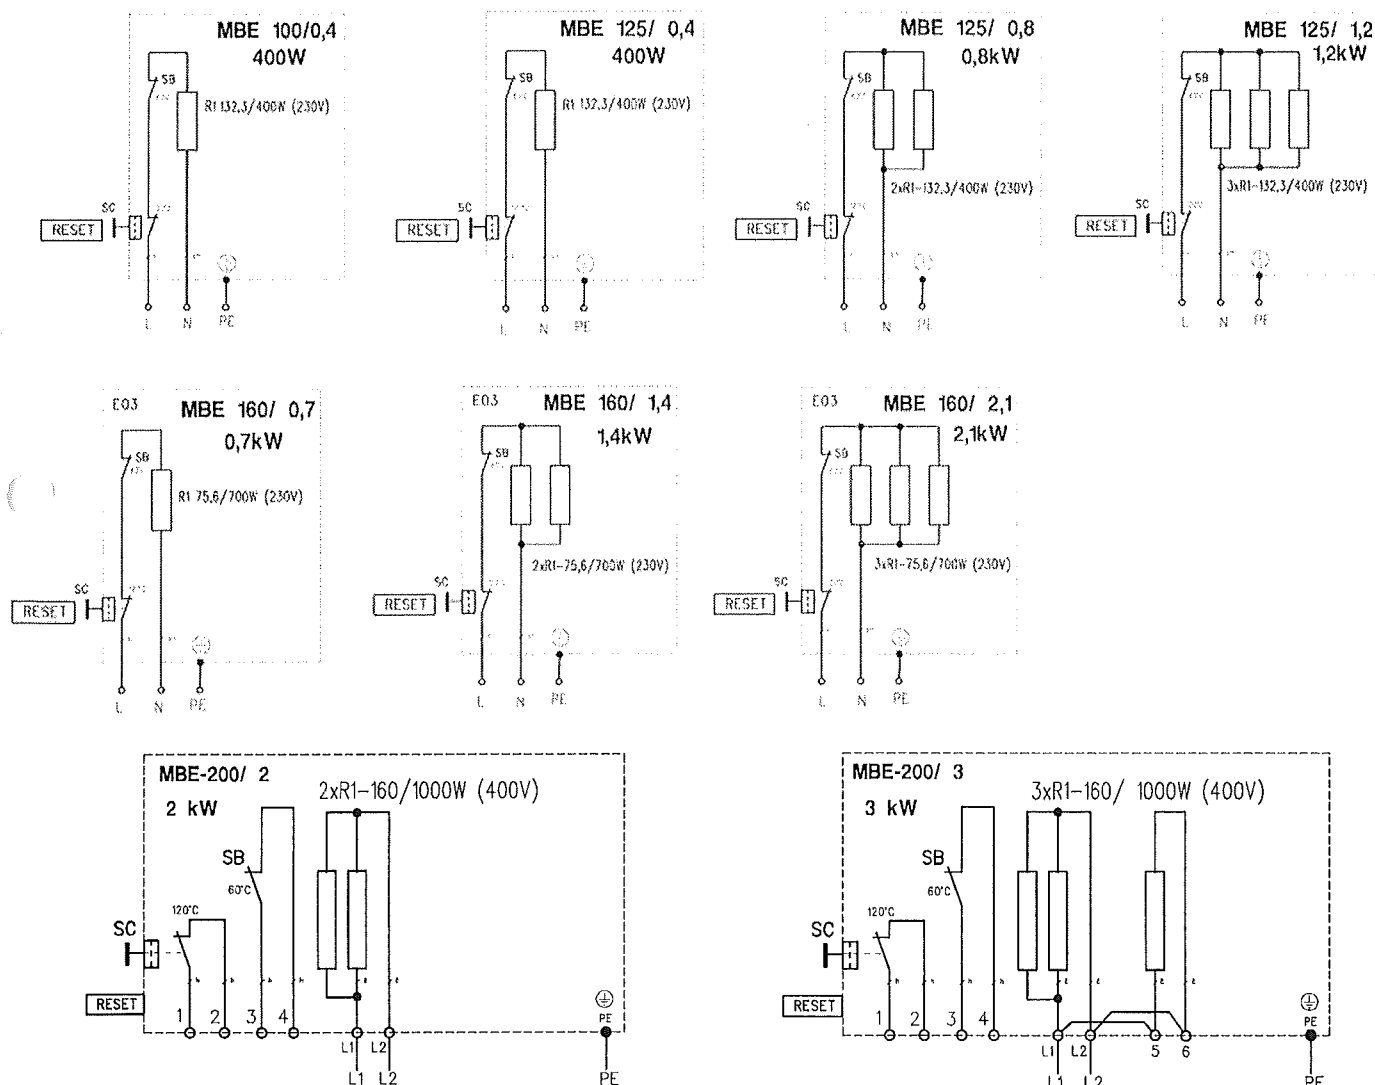 MBE 100/0,4
400W
SB
R1 132,3/400W (230V)
SC
RESET
L N PE
MBE 125/ 0,4
400W
SB
R1 132,3/400W (230V)
SC
RESET
L N PE
MBE 125/ 0,8
0,8kW
SB
2xR1-132,3/400W (230V)
SC
RESET
L N PE
MBE 125/ 1,2
1,2kW
SB
3xR1-132,3/400W (230V)
SC
RESET
L N PE
E03
MBE 160/ 0,7
0,7kW
SB
R1 75,6/700W (230V)
SC
RESET
L N PE
E03
MBE 160/ 1,4
1,4kW
SB
2xR1-75,6/700W (230V)
SC
RESET
L N PE
E03
MBE 160/ 2,1
2,1kW
SB
3xR1-75,6/700W (230V)
SC
RESET
L N PE
MBE-200/ 2
2xR1-160/1000W (400V)
2 kW
SB
60°C
120°C
SC
RESET
PE
1 2 3 4
L1 L2
L1 L2 PE
MBE-200/ 3
3xR1-160/ 1000W (400V)
3 kW
SB
60°C
120°C
SC
RESET
PE
1 2 3 4
L1 L2 5 6
L1 L2 PE